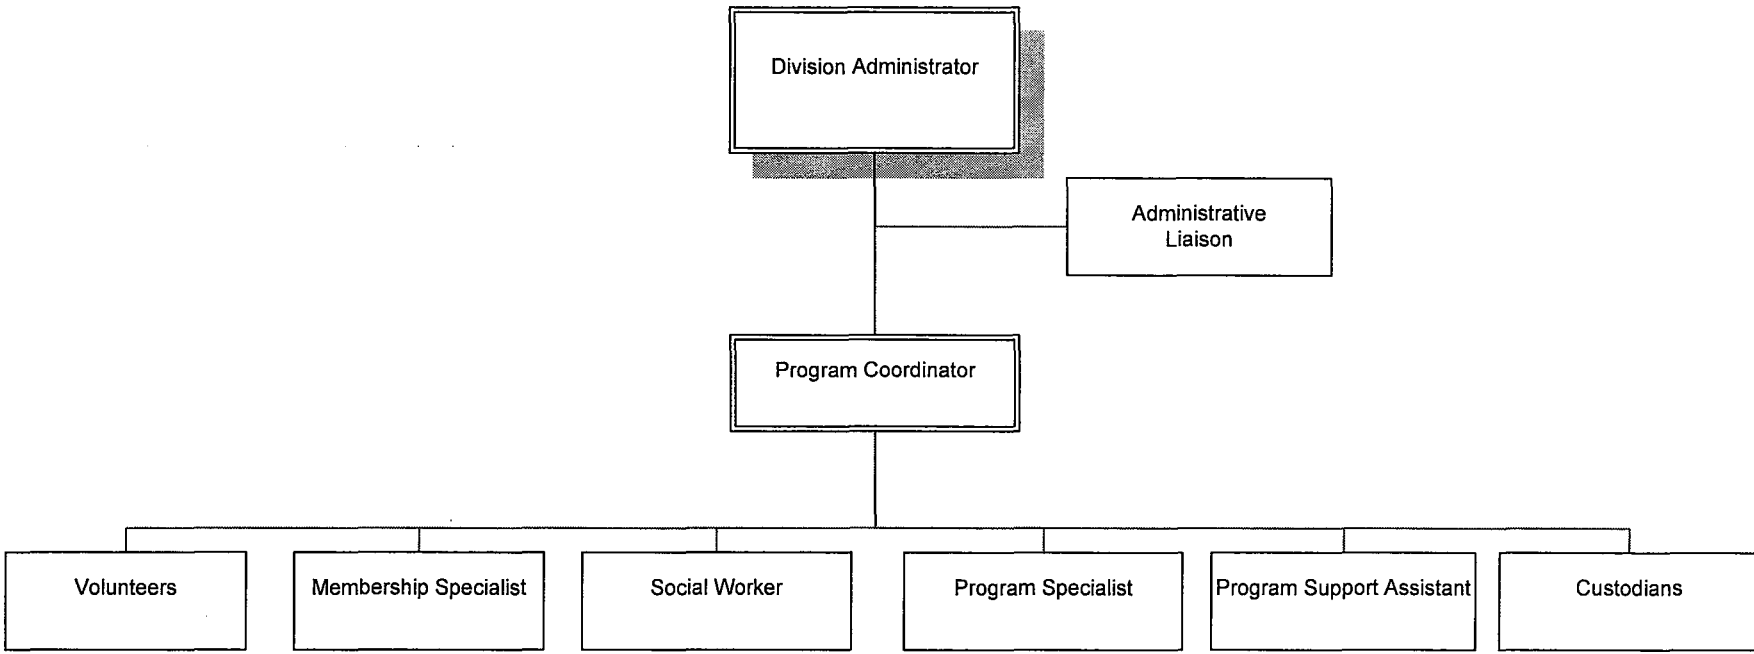 Division Administrator
Administrative
Liaison
Program Coordinator
Volunteers
Membership Specialist
Social Worker
Program Specialist
Program Support Assistant
Custodians